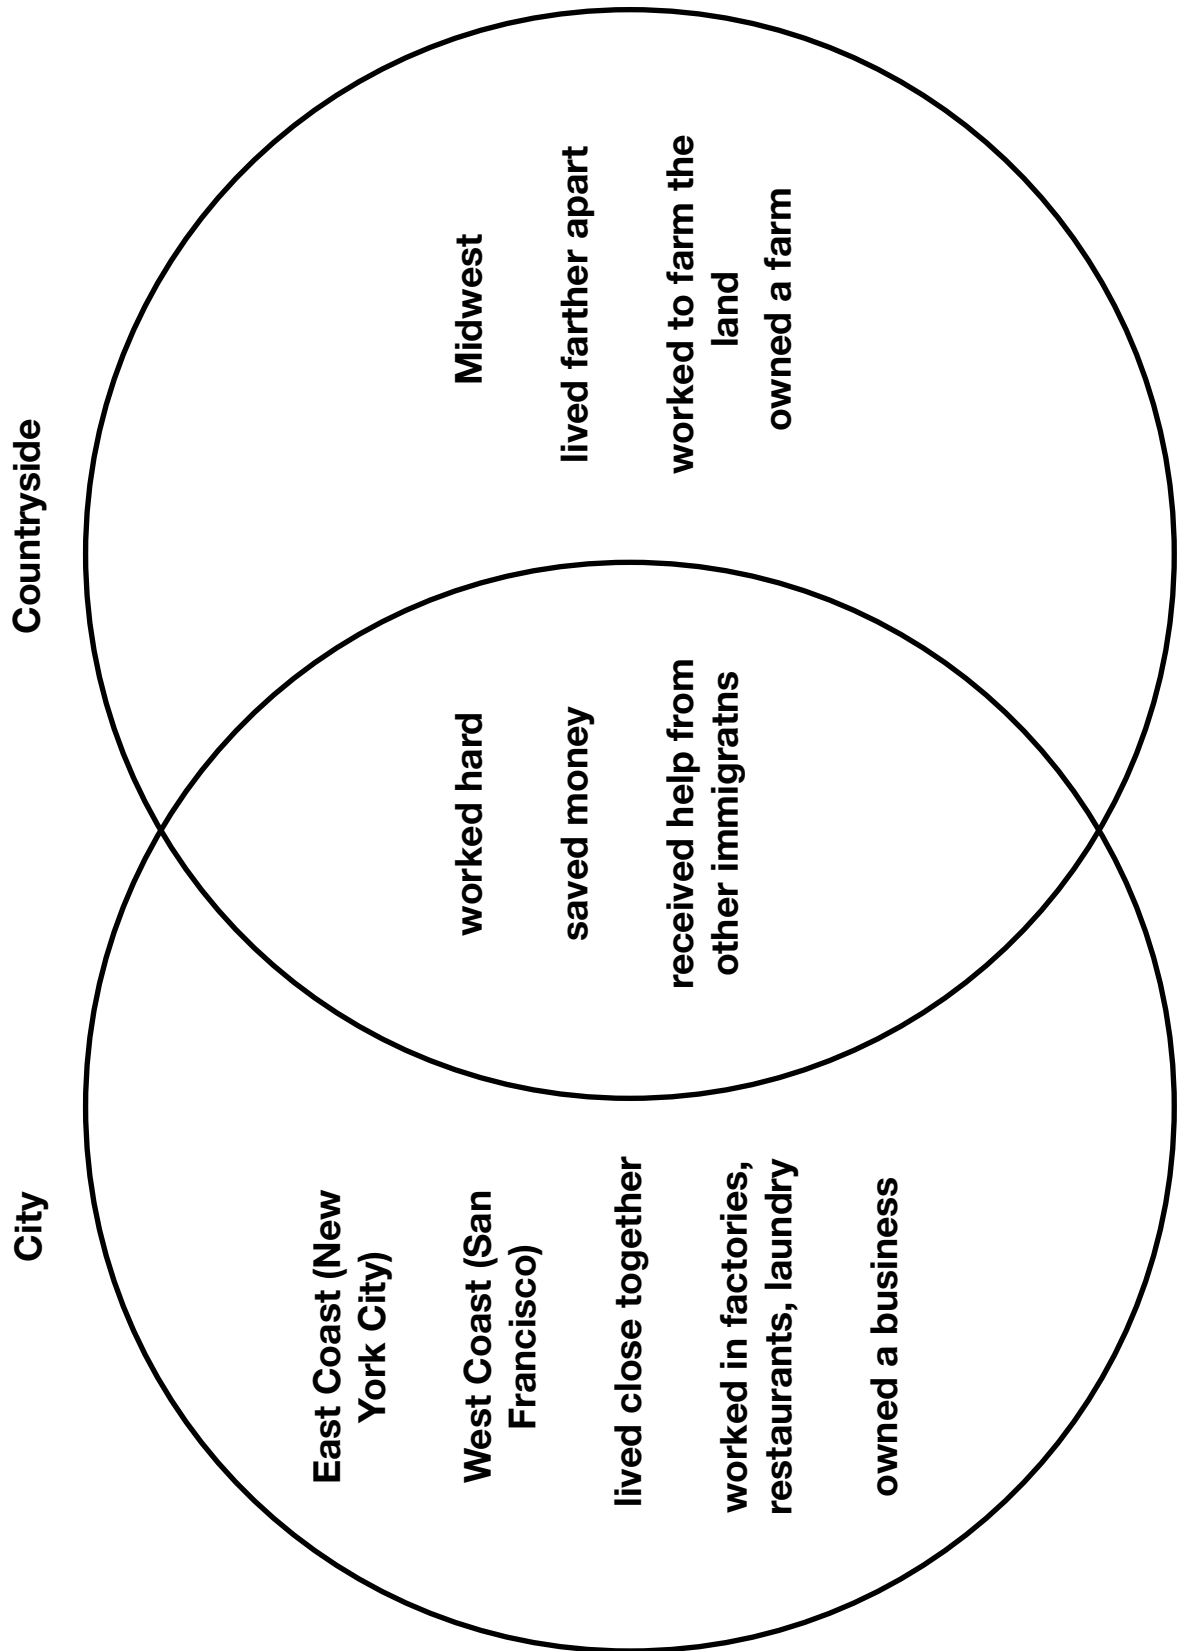 City
East Coast (New
York City)
West Coast (San
Francisco)
lived close together
worked in factories,
restaurants, laundry
owned a business
worked hard
saved money
received help from
other immigratns
Countryside
Midwest
lived farther apart
worked to farm the
land
owned a farm